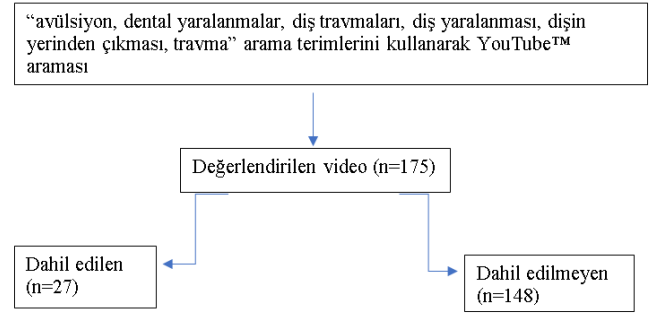 “avülsiyon, dental yaralanmalar, diş travmaları, diş yaralanması, dişin
yerinden çıkması, travma” arama terimlerini kullanarak YouTube™
araması
Değerlendirilen video (n=175)
Dahil edilen
(n=27)
Dahil edilmeyen
(n=148)